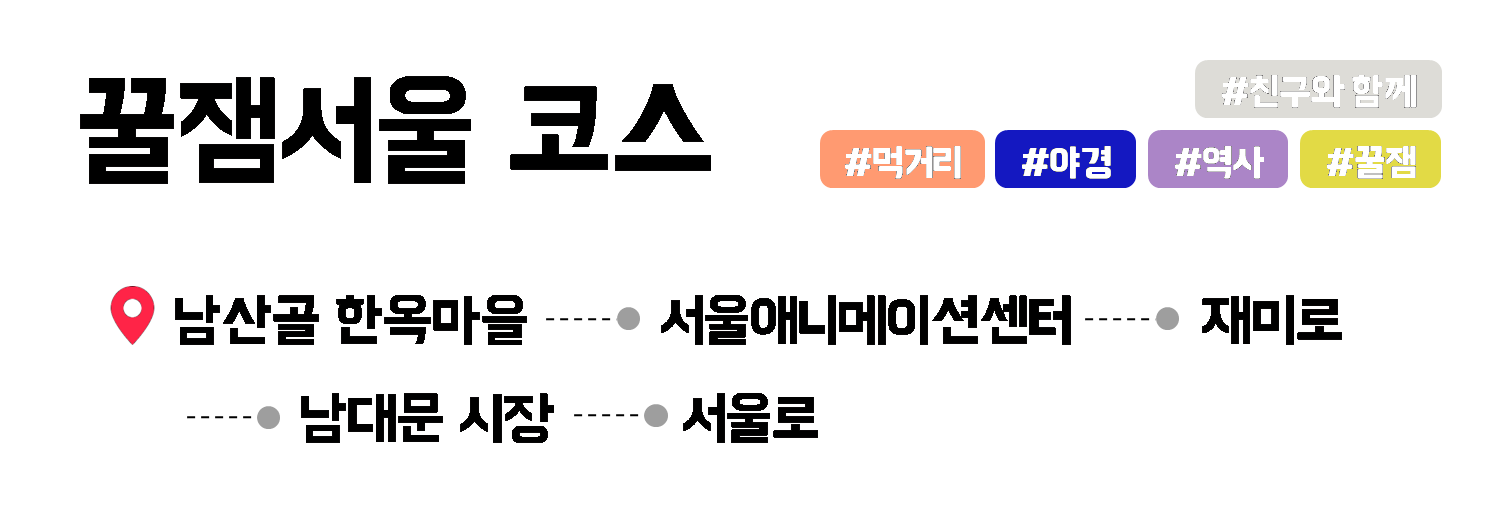 꿀잼서울 코스
#친구와 함께
#먹거리 #야경 #역사 #꿀잼
남산골 한옥마을 서울애니메이션센터 재미로
남대문 시장 서울로